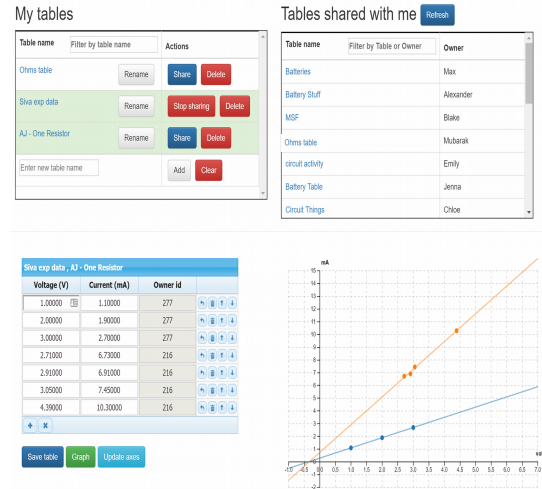 My tables
Table name Filter by table name Actions
Ohms table Rename Share Delete
Siva exp data Rename Stop sharing Delete
AJ - One Resistor Rename Share Delete
Enter new table name Add Clear
Tables shared with me Refresh
Table name Filter by Table or Owner Owner
Batteries Max
Battery Stuff Alexander
MSF Blake
Ohms table Mubarak
circuit activity Emily
Battery Table Jenna
Circuit Things Chloe
Siva exp data , AJ - One Resistor
Voltage (V) Current (mA) Owner id
1.00000 1.10000 277
2.00000 1.90000 277
3.00000 2.70000 277
2.71000 6.73000 216
2.91000 6.91000 216
3.05000 7.45000 216
4.39000 10.30000 216
Save table Graph Update axes
mA
15
14
13
12
11
10
9
8
7
6
5
4
3
2
1
vol
-1.0 -0.5 0.0 0.5 1.0 1.5 2.0 2.5 3.0 3.5 4.0 4.5 5.0 5.5 6.0 6.5 7.0
-1
-2